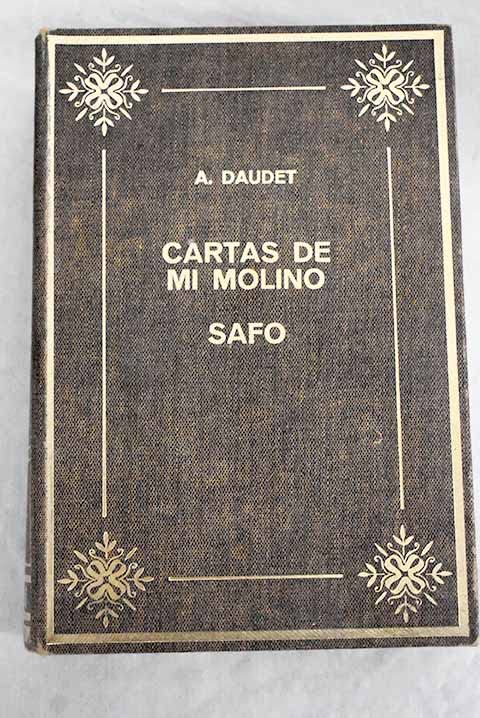 A. DAUDET
CARTAS DE
MI MOLINO
SAFO